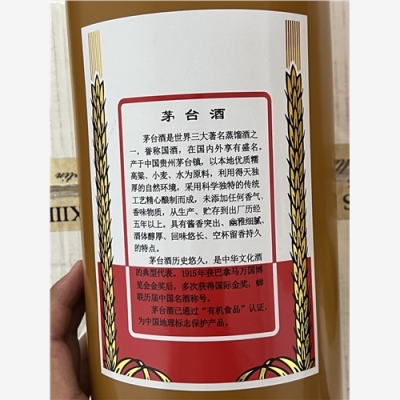 茅台酒
茅台酒是世界三大著名蒸馏酒之
一，誉称国酒，在国内外享有盛名，
产于中国贵州茅台镇，以本地优质糯
高粱、小麦、水为原料，利用得天独
厚的自然环境，采用科学独特的传统
工艺精心酿制而成，未添加任何香气、
香味物质，从生产、贮存到出厂历经
五年以上。具有酱香突出、幽雅细腻、
酒体醇厚、回味悠长、空杯留香持久
的特点。
茅台酒历史悠久，是中华文化酒
的典型代表。1915年获巴拿马万国博
览会金奖后，多次获得国际金奖，蝉
联历届中国名酒称号。
茅台酒已通过“有机食品”认证，
为中国地理标志保护产品。
XIII